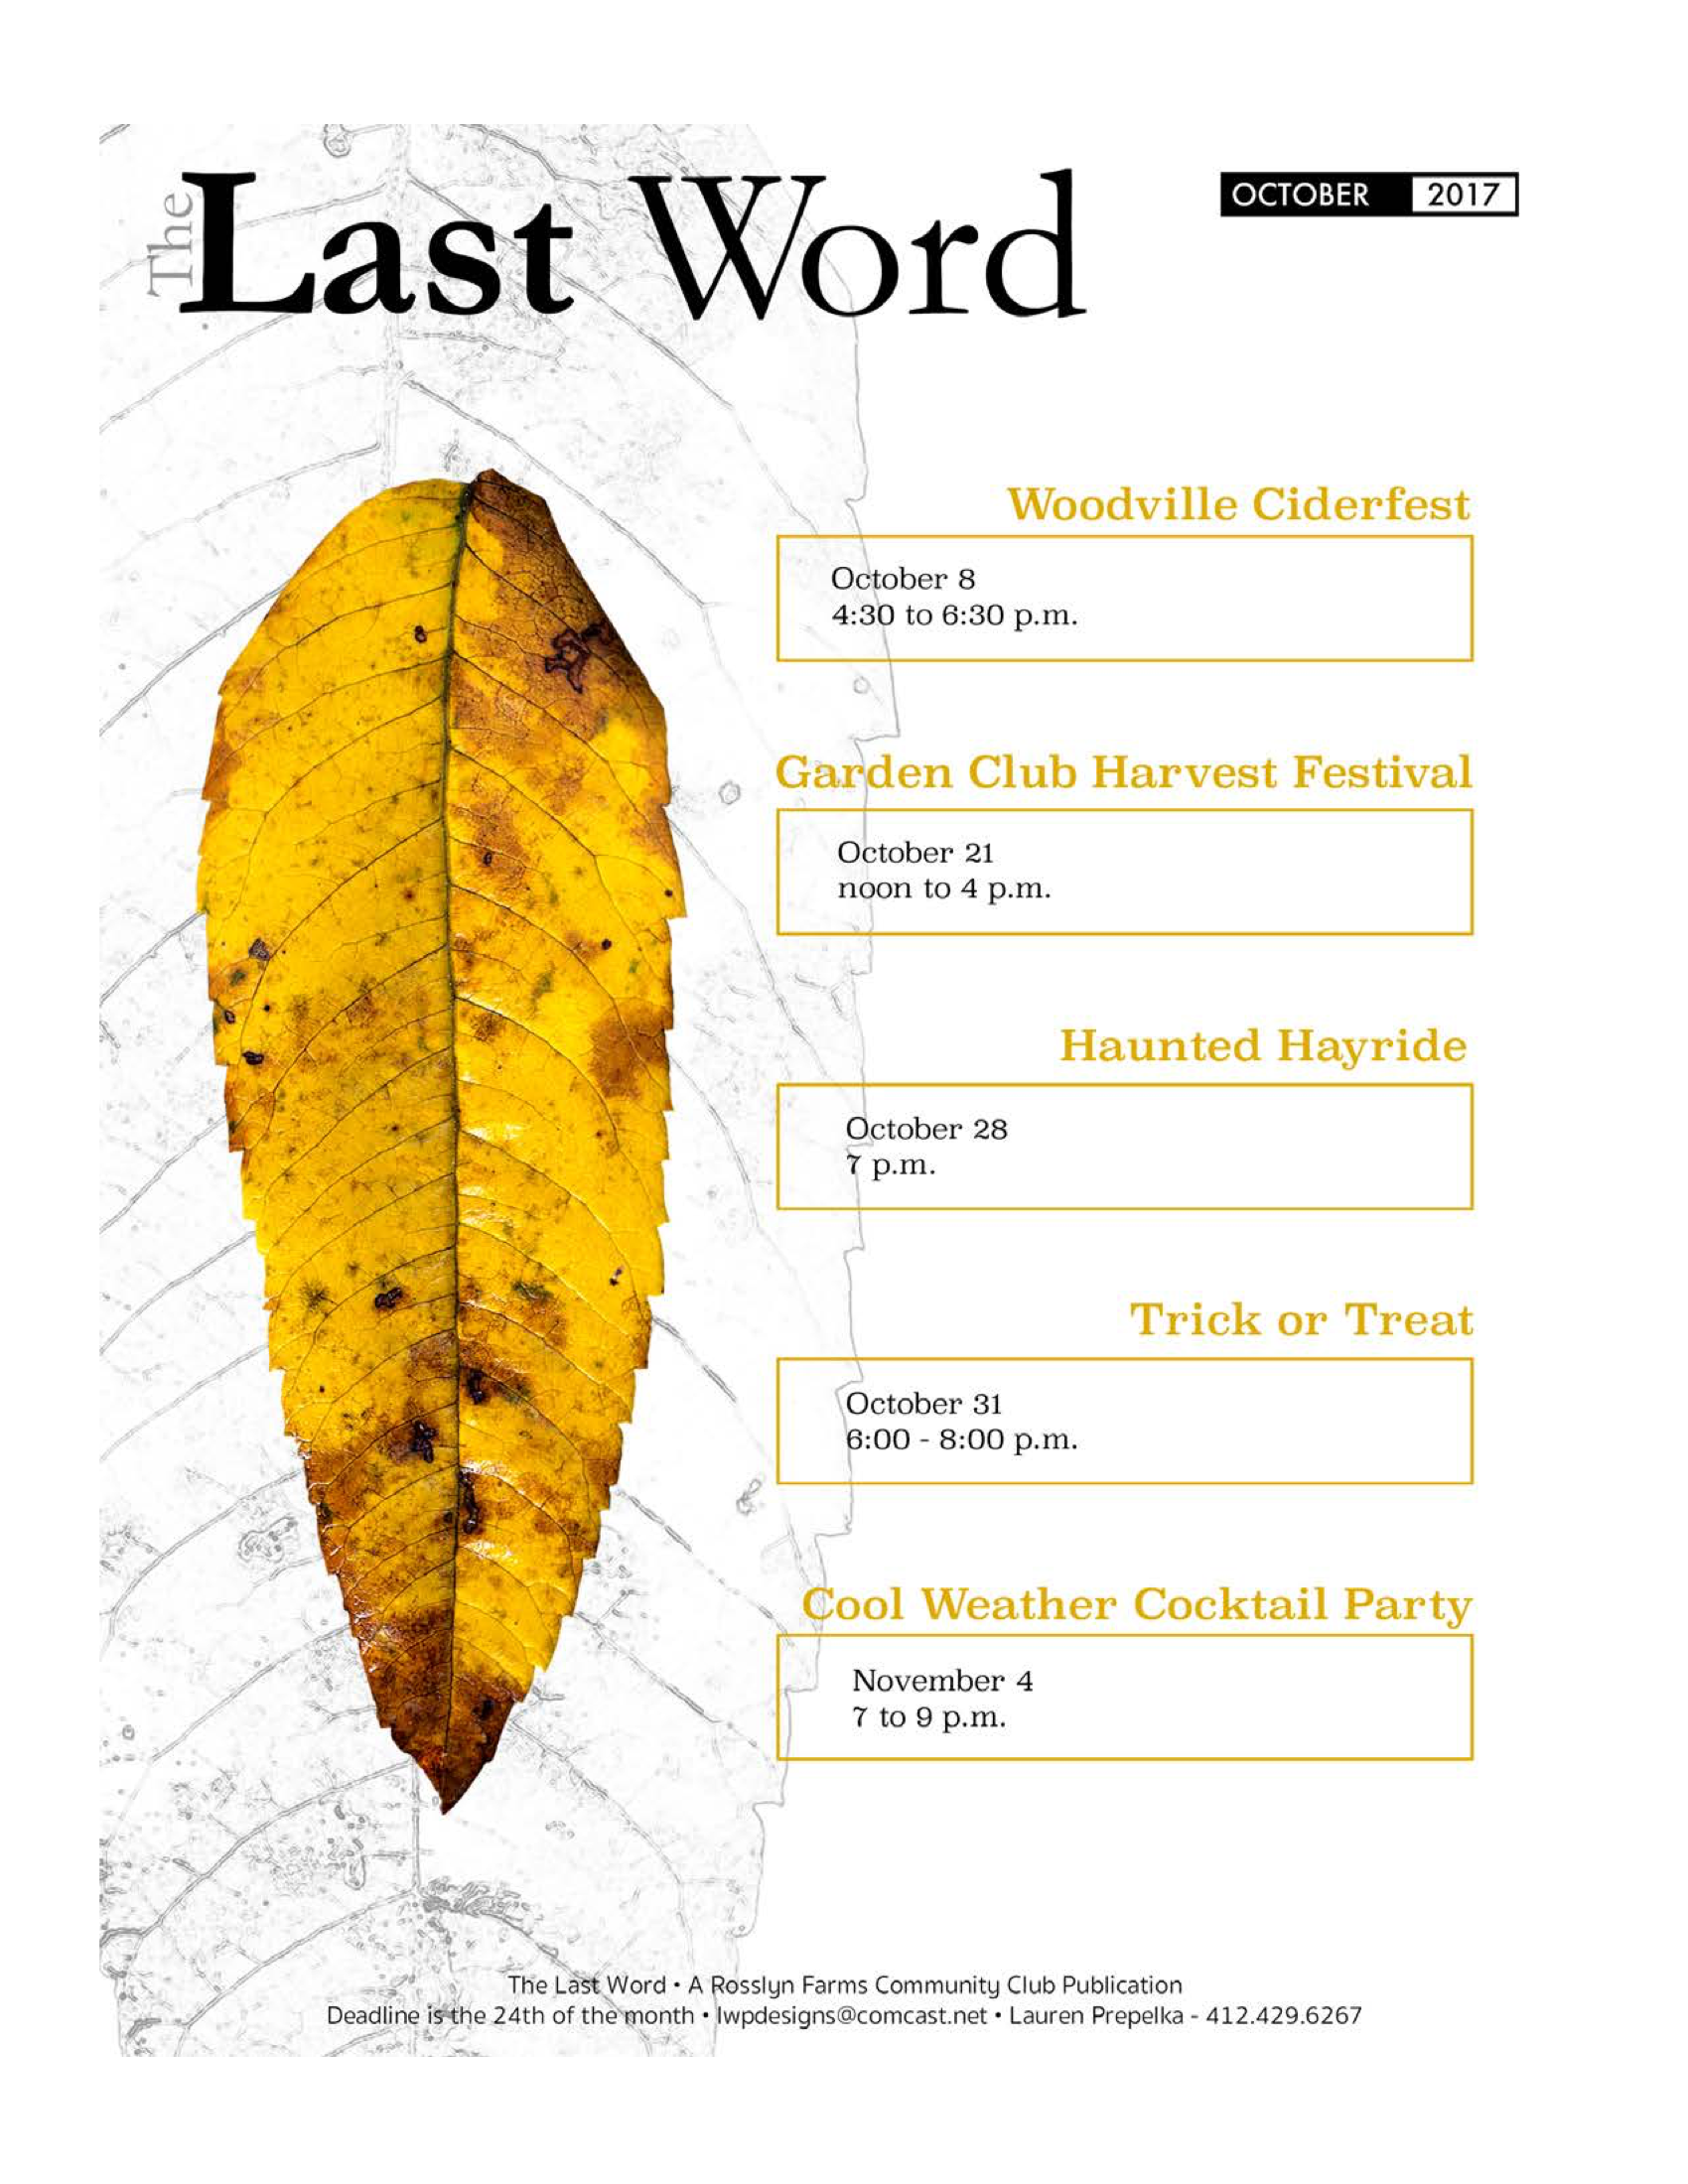 The Last Word
OCTOBER 2017
Woodville Ciderfest
October 8
4:30 to 6:30 p.m.
Garden Club Harvest Festival
October 21
noon to 4 p.m.
Haunted Hayride
October 28
7 p.m.
Trick or Treat
October 31
6:00 - 8:00 p.m.
Cool Weather Cocktail Party
November 4
7 to 9 p.m.
The Last Word • A Rosslyn Farms Community Club Publication
Deadline is the 24th of the month • lwpdesigns@comcast.net • Lauren Prepelka - 412.429.6267